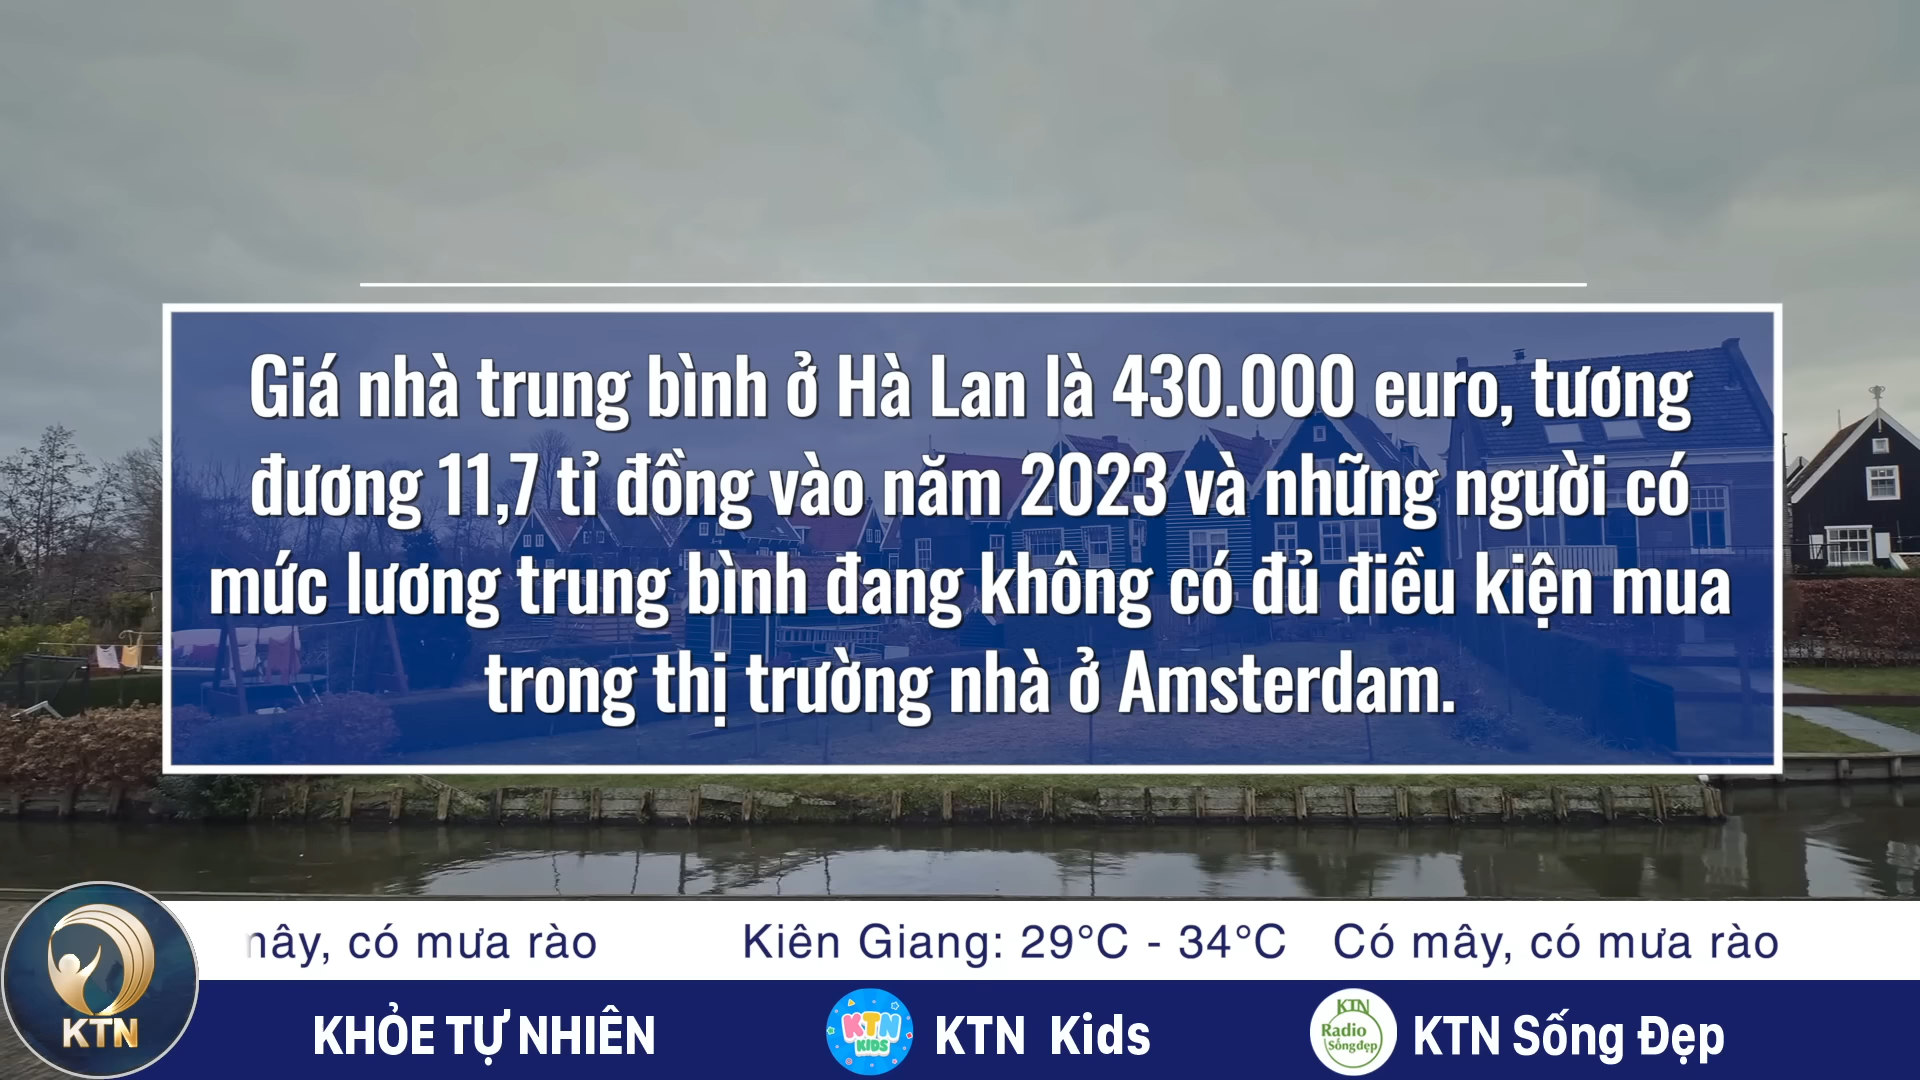 Giá nhà trung bình ở Hà Lan là 430.000 euro, tương
đương 11,7 tỉ đồng vào năm 2023 và những người có
mức lương trung bình đang không có đủ điều kiện mua
trong thị trường nhà ở Amsterdam.
mây, có mưa rào Kiên Giang: 29°C - 34°C Có mây, có mưa rào
KTN
KHỎE TỰ NHIÊN
KTN
KIDS
KTN Kids
KTN
Radio
Sống đẹp
KTN Sống Đẹp